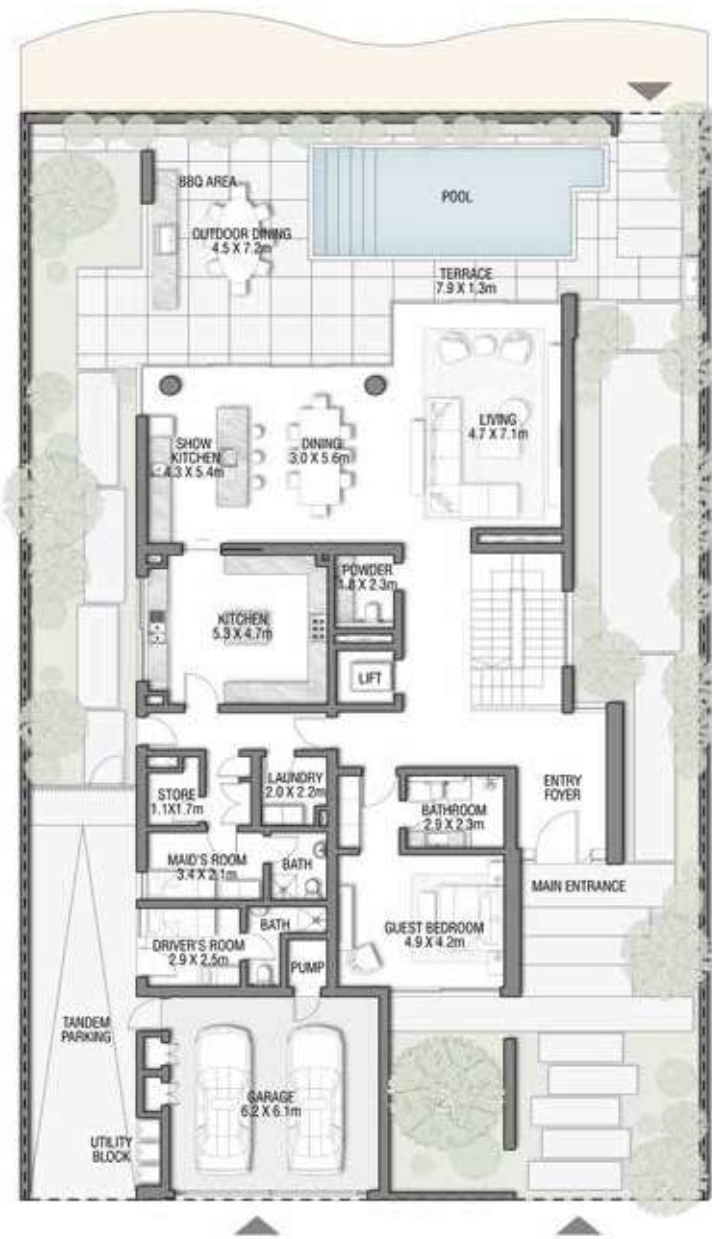 BBQ AREA
POOL
OUTDOOR DINING
4.5 X 7.2m
TERRACE
7.9 X 1.3m
LIVING
4.7 X 7.1m
SHOW
KITCHEN
4.3 X 5.4m
DINING
3.0 X 5.6m
POWDER
1.8 X 2.3m
KITCHEN
5.3 X 4.7m
LIFT
LAUNDRY
2.0 X 2.2m
STORE
1.1X1.7m
ENTRY
FOYER
BATHROOM
2.9 X 2.3m
MAID'S ROOM
3.4 X 2.1m
BATH
MAIN ENTRANCE
BATH
GUEST BEDROOM
4.9 X 4.2m
DRIVER'S ROOM
2.9 X 2.5m
PUMP
TANDEM
PARKING
GARAGE
6.2 X 6.1m
UTILITY
BLOCK